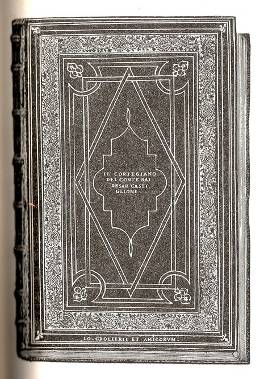 IL CORTEGIANO
DEL CONTE BAL
DESAR CASTI
GLIONE
IO. GROLIERII ET AMICORVM.